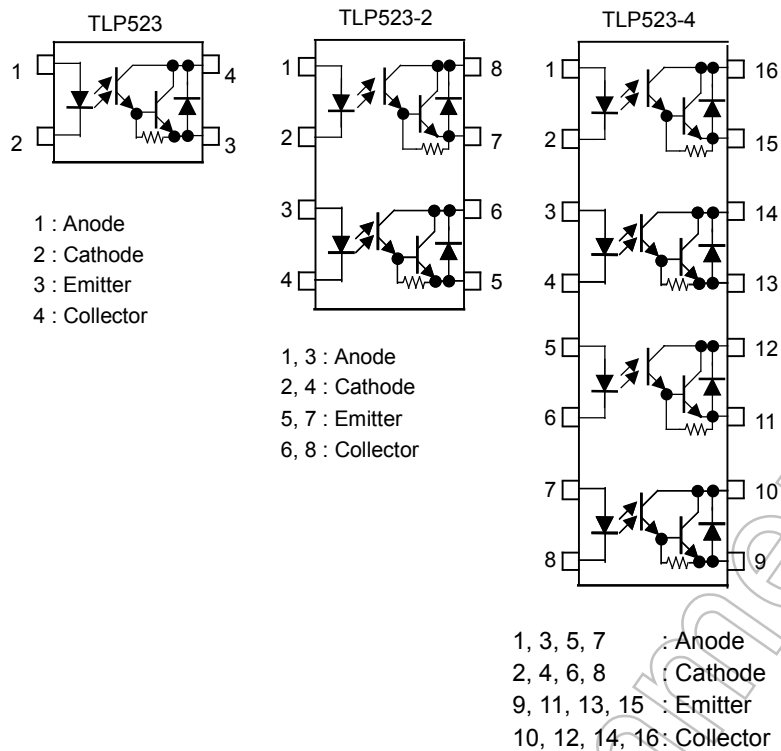 TLP523
1
2
4
3
1 : Anode
2 : Cathode
3 : Emitter
4 : Collector
TLP523-2
1
2
3
4
8
7
6
5
1, 3 : Anode
2, 4 : Cathode
5, 7 : Emitter
6, 8 : Collector
TLP523-4
1
2
3
4
5
6
7
8
16
15
14
13
12
11
10
9
1, 3, 5, 7 : Anode
2, 4, 6, 8 : Cathode
9, 11, 13, 15 : Emitter
10, 12, 14, 16 : Collector